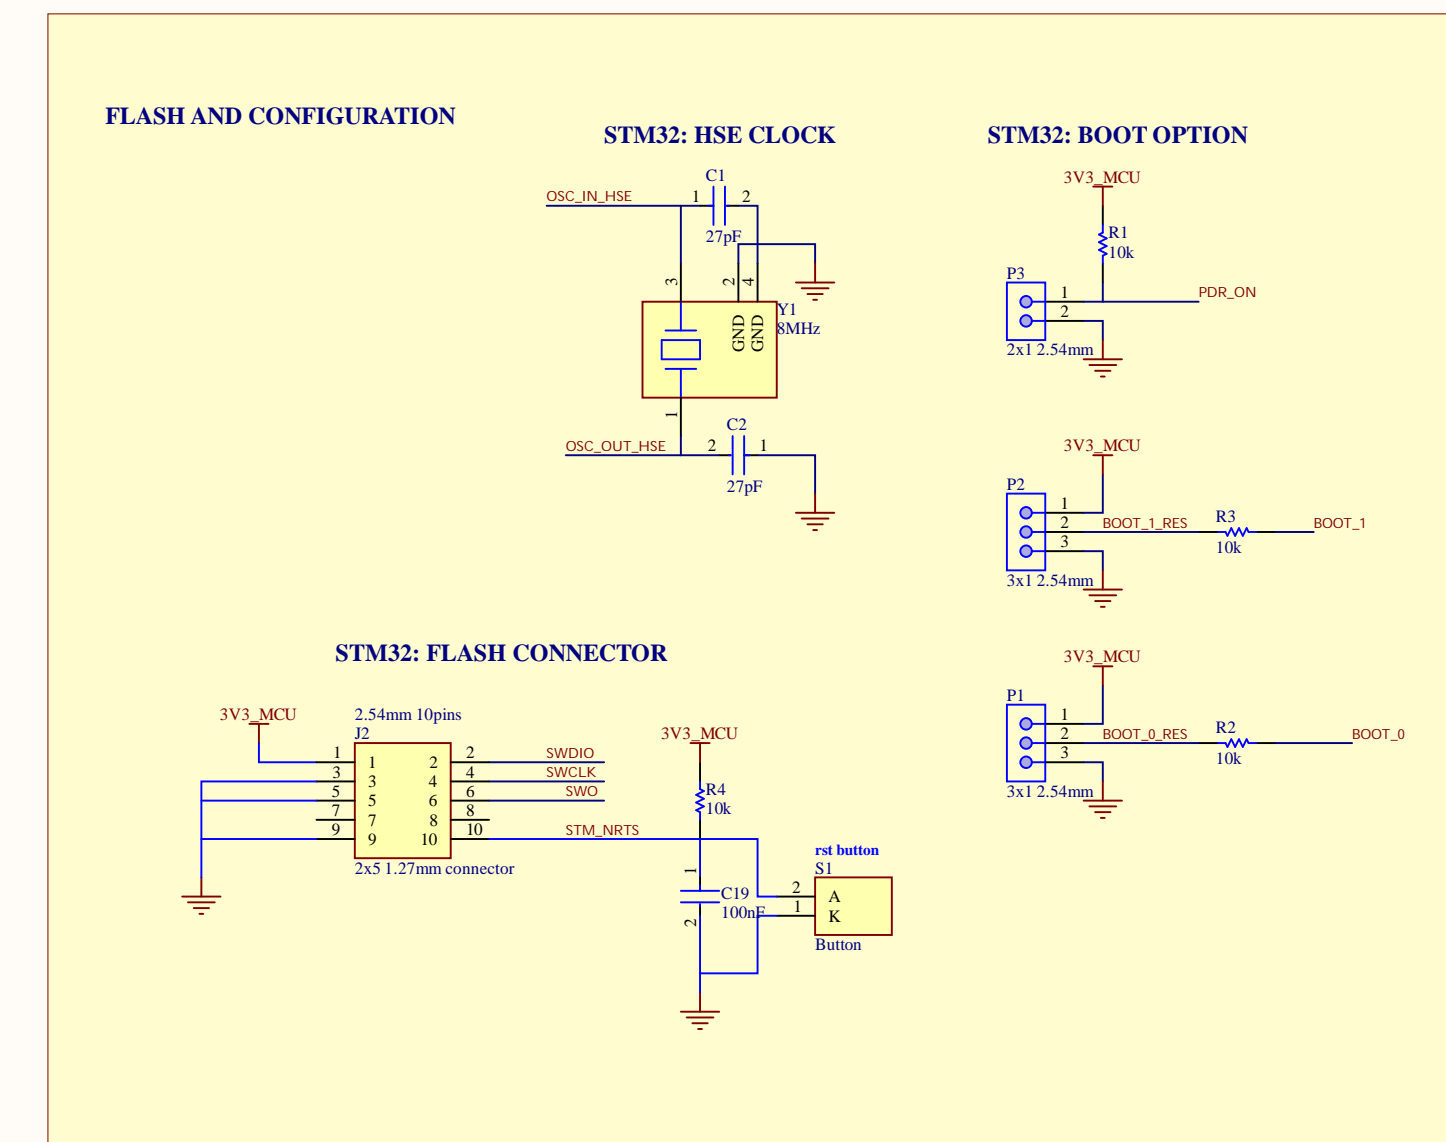 FLASH AND CONFIGURATION
STM32: HSE CLOCK
OSC_IN_HSE
1
C1
2
27pF
3
2
4
GND
GND
Y1
8MHz
1
OSC_OUT_HSE
2
C2
1
27pF
STM32: BOOT OPTION
3V3_MCU
R1
10k
P3
1
2
PDR_ON
2x1 2.54mm
3V3_MCU
P2
1
2
3
BOOT_1_RES
R3
10k
BOOT_1
3x1 2.54mm
3V3_MCU
P1
1
2
3
BOOT_0_RES
R2
10k
BOOT_0
3x1 2.54mm
STM32: FLASH CONNECTOR
3V3_MCU
2.54mm 10pins
J2
1 1 2 2 SWDIO
3 3 4 4 SWCLK
5 5 6 6 SWO
7 7 8 8
9 9 10 10 STM_NRTS
2x5 1.27mm connector
3V3_MCU
R4
10k
1
C19
100nF
2
rst button
S1
2 A
1 K
Button